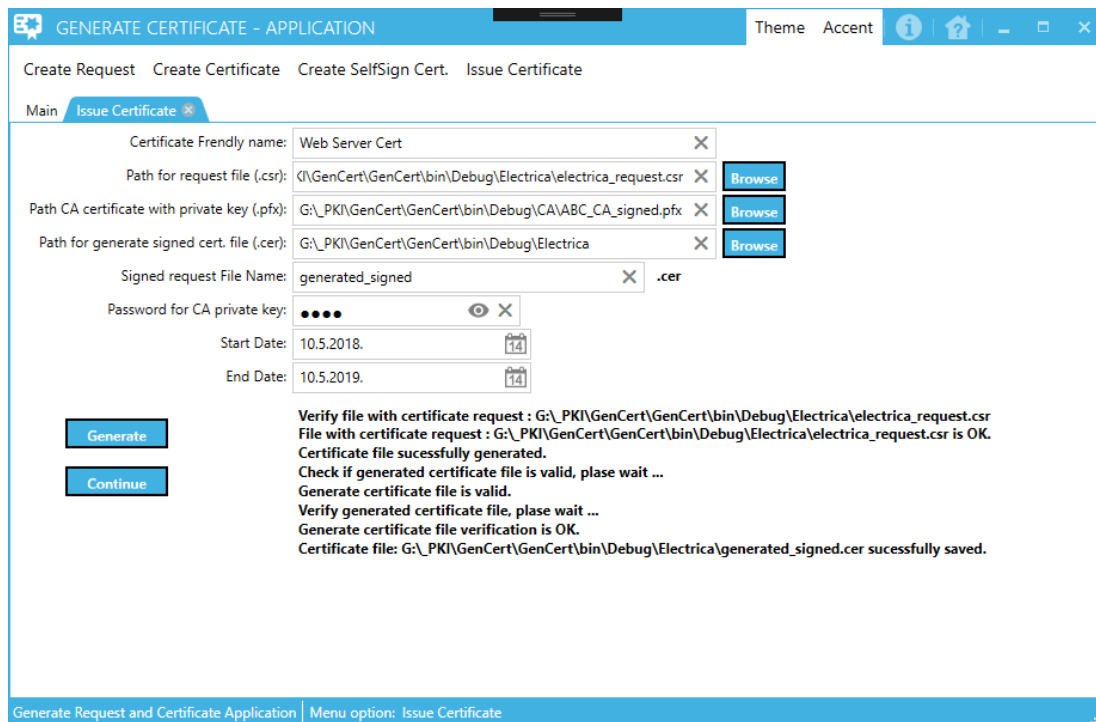 GENERATE CERTIFICATE - APPLICATION
Theme Accent
Create Request Create Certificate Create SelfSign Cert. Issue Certificate
Main Issue Certificate
Certificate Frendly name: Web Server Cert
Path for request file (.csr): KI\GenCert\GenCert\bin\Debug\Electrica\electrica_request.csr Browse
Path CA certificate with private key (.pfx): G:\_PKI\GenCert\GenCert\bin\Debug\CA\ABC_CA_signed.pfx Browse
Path for generate signed cert. file (.cer): G:\_PKI\GenCert\GenCert\bin\Debug\Electrica Browse
Signed request File Name: generated_signed .cer
Password for CA private key: ●●●●
Start Date: 10.5.2018. 14
End Date: 10.5.2019. 14
Generate
Continue
Verify file with certificate request : G:\_PKI\GenCert\GenCert\bin\Debug\Electrica\electrica_request.csr
File with certificate request : G:\_PKI\GenCert\GenCert\bin\Debug\Electrica\electrica_request.csr is OK.
Certificate file sucessfully generated.
Check if generated certificate file is valid, plase wait ...
Generate certificate file is valid.
Verify generated certificate file, plase wait ...
Generate certificate file verification is OK.
Certificate file: G:\_PKI\GenCert\GenCert\bin\Debug\Electrica\generated_signed.cer sucessfully saved.
Generate Request and Certificate Application Menu option: Issue Certificate